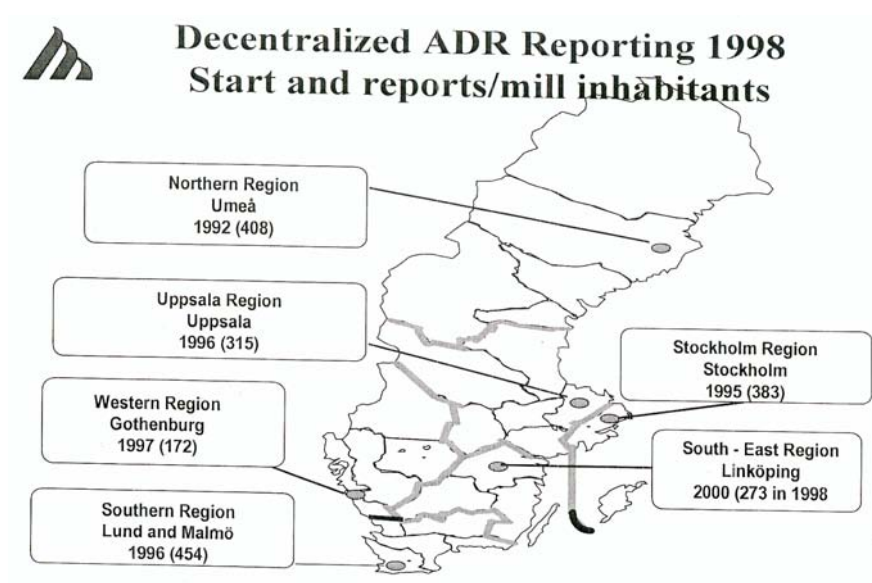 Decentralized ADR Reporting 1998
Start and reports/mill inhabitants
Northern Region
Umeå
1992 (408)
Uppsala Region
Uppsala
1996 (315)
Stockholm Region
Stockholm
1995 (383)
Western Region
Gothenburg
1997 (172)
South - East Region
Linköping
2000 (273 in 1998
Southern Region
Lund and Malmö
1996 (454)